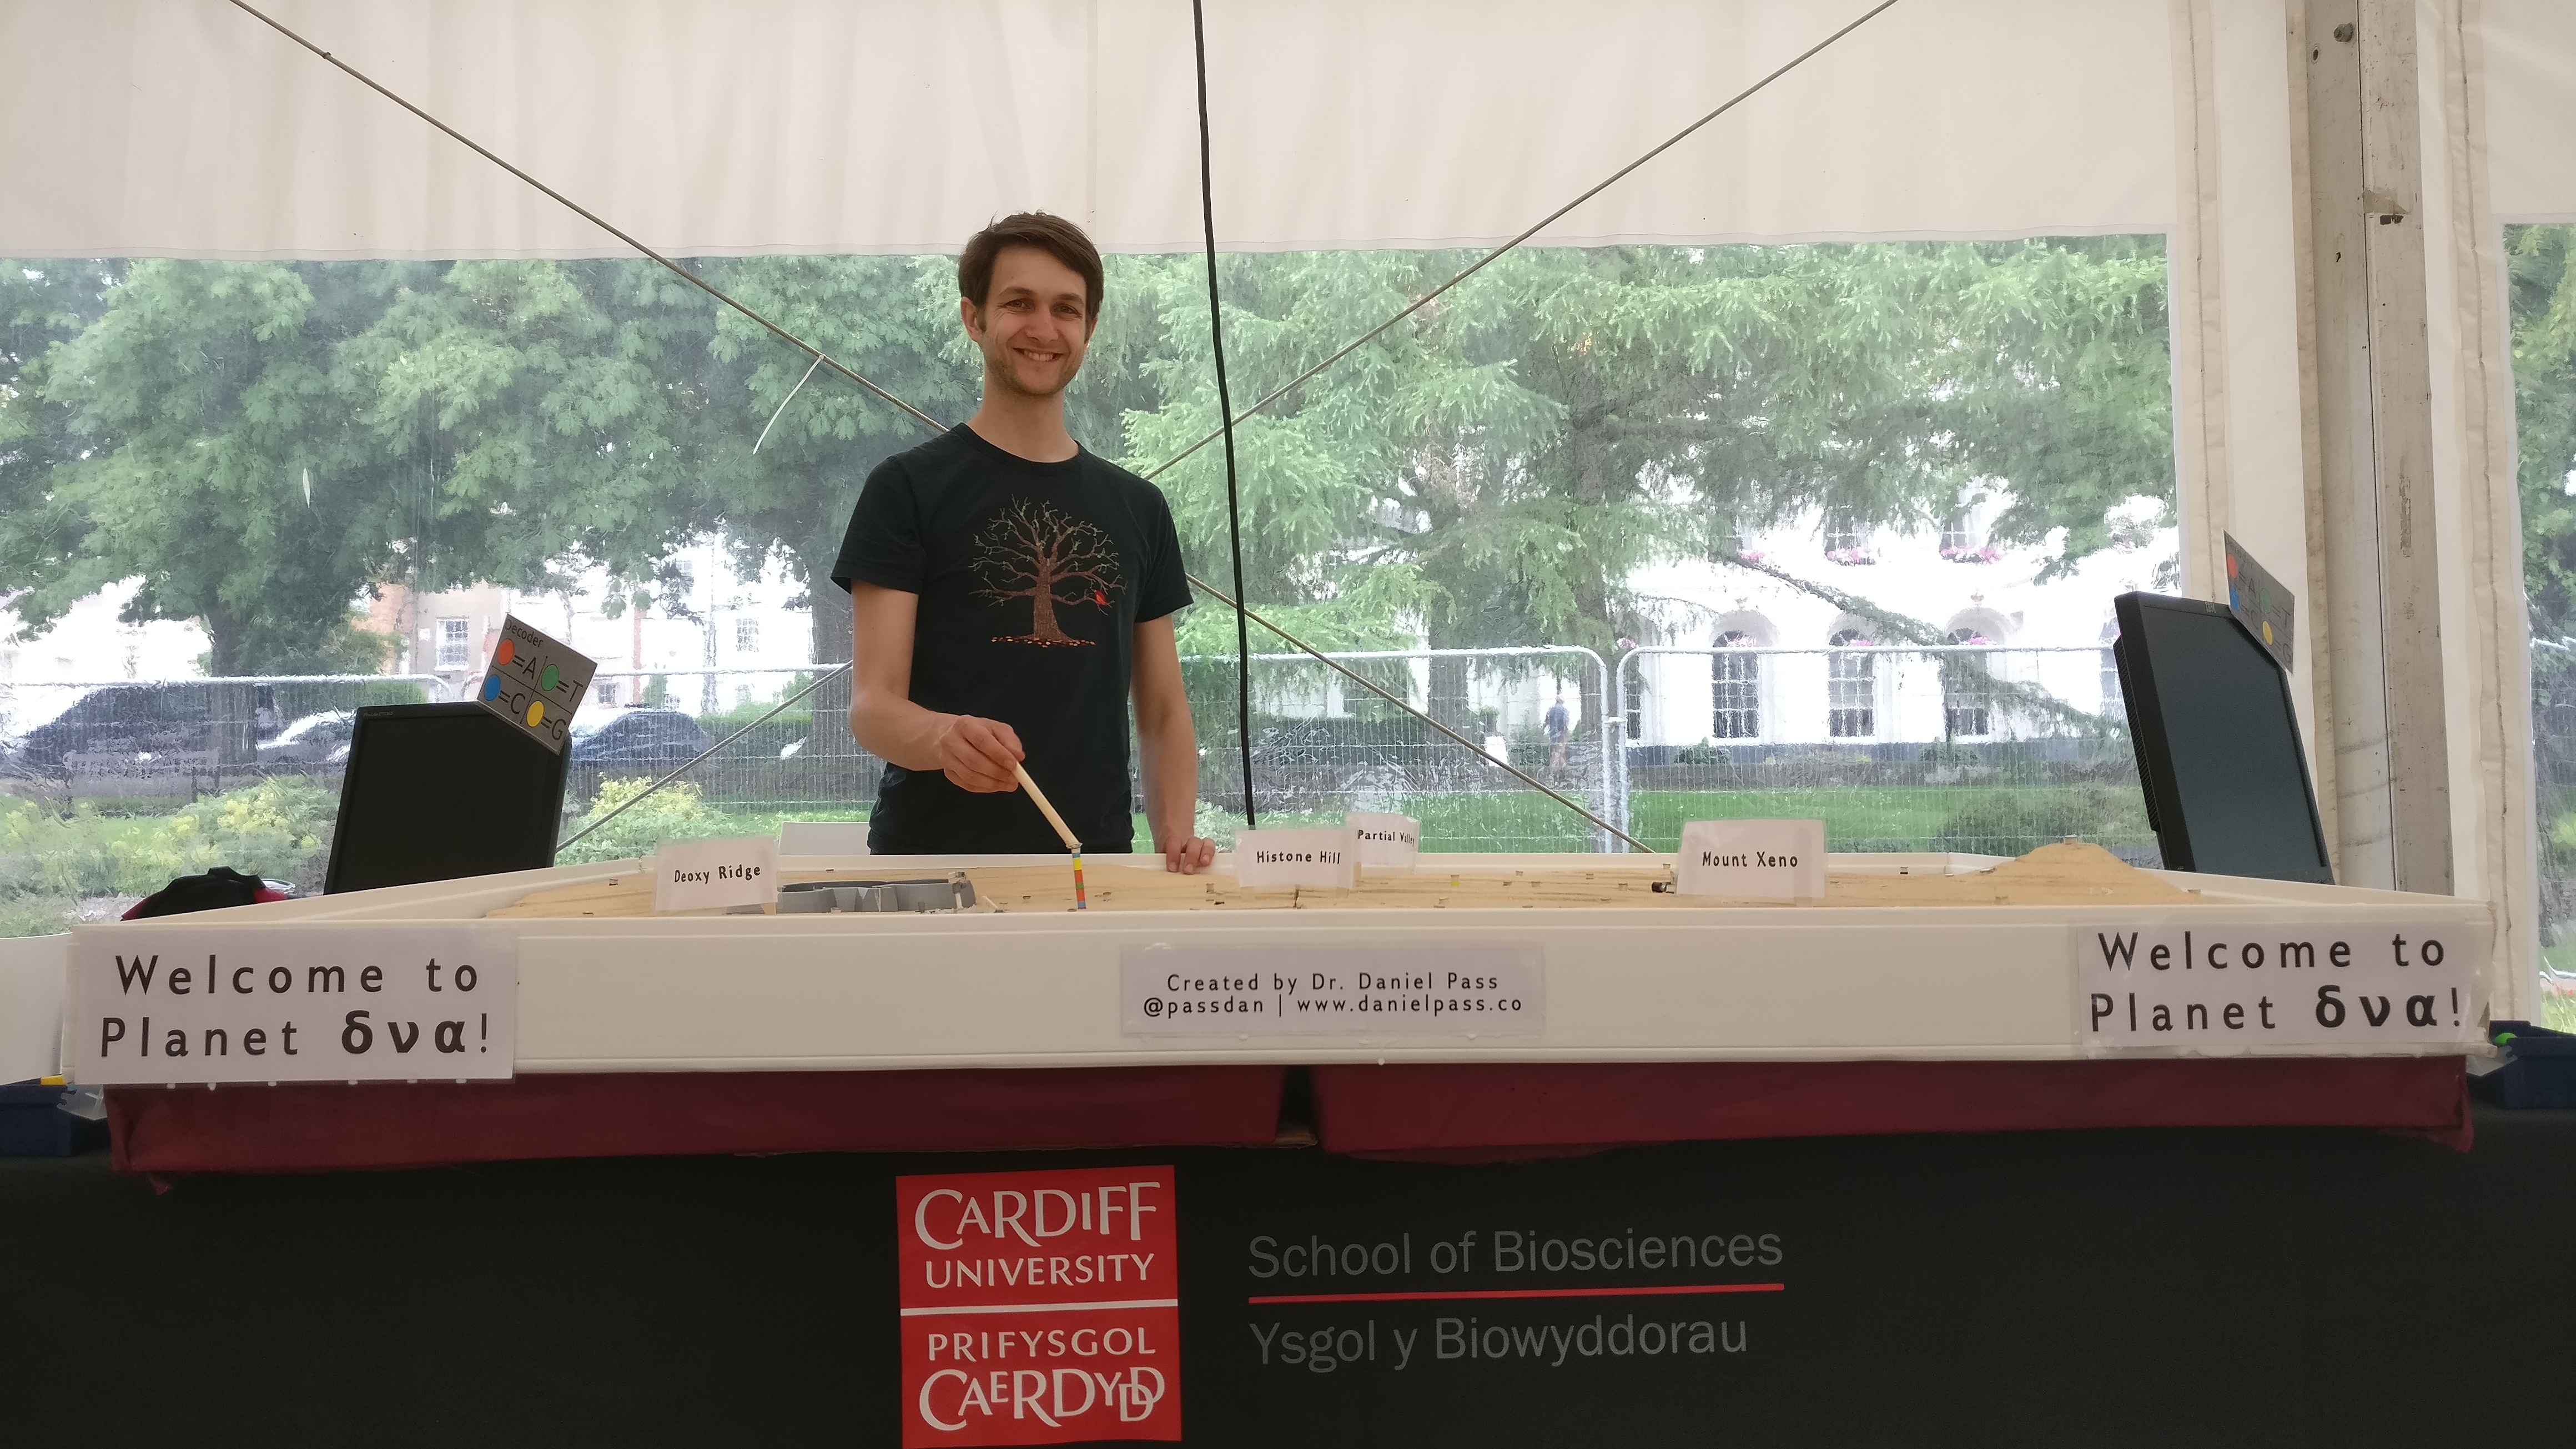 Decoder
=A =T
=C =G
Deoxy Ridge
Histone Hill
Partial Valley
Mount Xeno
Welcome to
Planet δνα!
Created by Dr. Daniel Pass
@passdan | www.danielpass.co
Welcome to
Planet δνα!
CARDIFF
UNIVERSITY
PRIFYSGOL
CAERDYDD
School of Biosciences
Ysgol y Biowyddorau